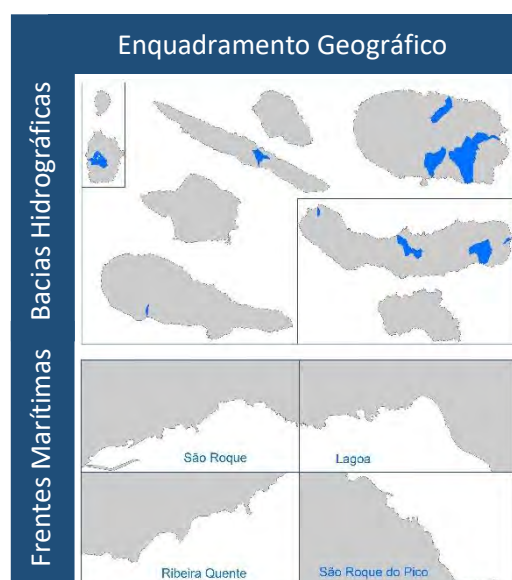 Enquadramento Geográfico
Bacias Hidrográficas
Frentes Marítimas
São Roque
Lagoa
Ribeira Quente
São Roque do Pico